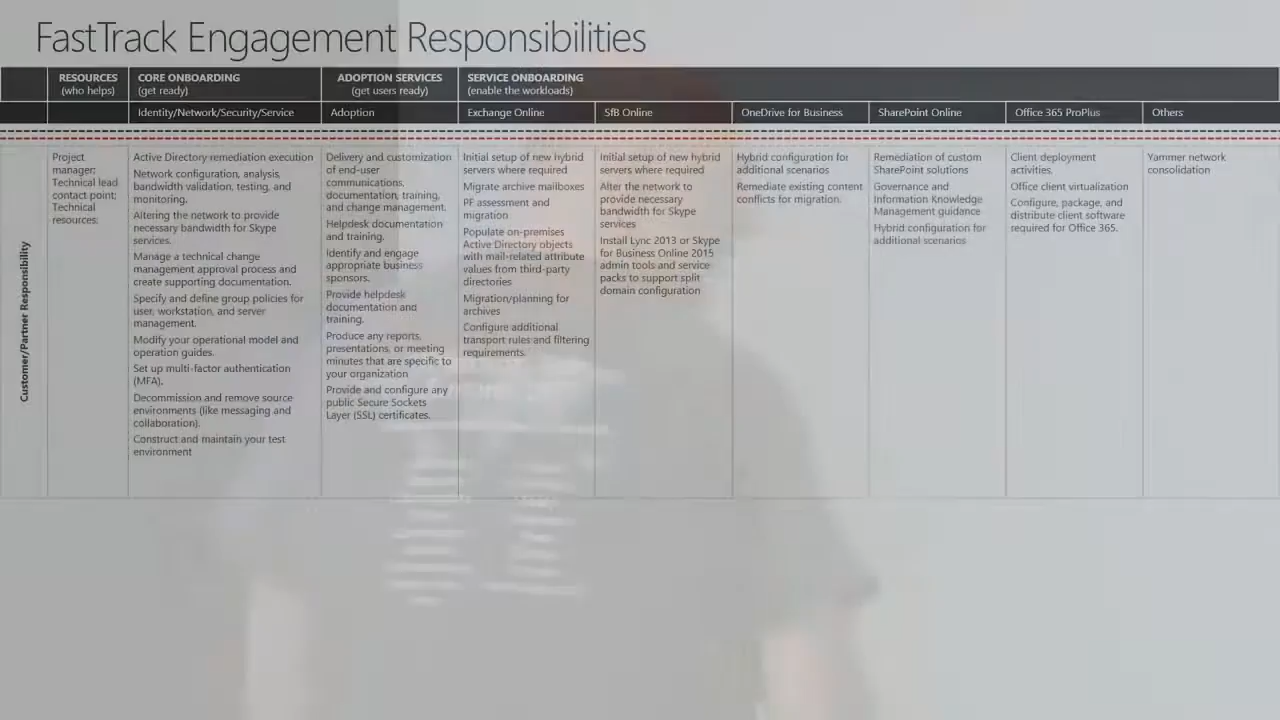 FastTrack Engagement Responsibilities
RESOURCES
(who helps)
CORE ONBOARDING
(get ready)
ADOPTION SERVICES
(get users ready)
SERVICE ONBOARDING
(enable the workloads)
Identity/Network/Security/Service
Adoption
Exchange Online
SfB Online
OneDrive for Business
SharePoint Online
Office 365 ProPlus
Others
Customer/Partner Responsibility
Project
manager;
Technical lead
contact point;
Technical
resources;
Active Directory remediation execution
Network configuration, analysis,
bandwidth validation, testing, and
monitoring.
Altering the network to provide
necessary bandwidth for Skype
services.
Manage a technical change
management approval process and
create supporting documentation.
Specify and define group policies for
user, workstation, and server
management.
Modify your operational model and
operation guides.
Set up multi-factor authentication
(MFA).
Decommission and remove source
environments (like messaging and
collaboration).
Construct and maintain your test
environment
Delivery and customization
of end-user
communications,
documentation, training,
and change management.
Helpdesk documentation
and training.
Identify and engage
appropriate business
sponsors.
Provide helpdesk
documentation and
training.
Produce any reports,
presentations, or meeting
minutes that are specific to
your organization
Provide and configure any
public Secure Sockets
Layer (SSL) certificates.
Initial setup of new hybrid
servers where required
Migrate archive mailboxes
PF assessment and
migration
Populate on-premises
Active Directory objects
with mail-related attribute
values from third-party
directories
Migration/planning for
archives
Configure additional
transport rules and filtering
requirements.
Initial setup of new hybrid
servers where required
Alter the network to
provide necessary
bandwidth for Skype
services
Install Lync 2013 or Skype
for Business Online 2015
admin tools and service
packs to support split
domain configuration
Hybrid configuration for
additional scenarios
Remediate existing content
conflicts for migration.
Remediation of custom
SharePoint solutions
Governance and
Information Knowledge
Management guidance
Hybrid configuration for
additional scenarios
Client deployment
activities.
Office client virtualization
Configure, package, and
distribute client software
required for Office 365.
Yammer network
consolidation